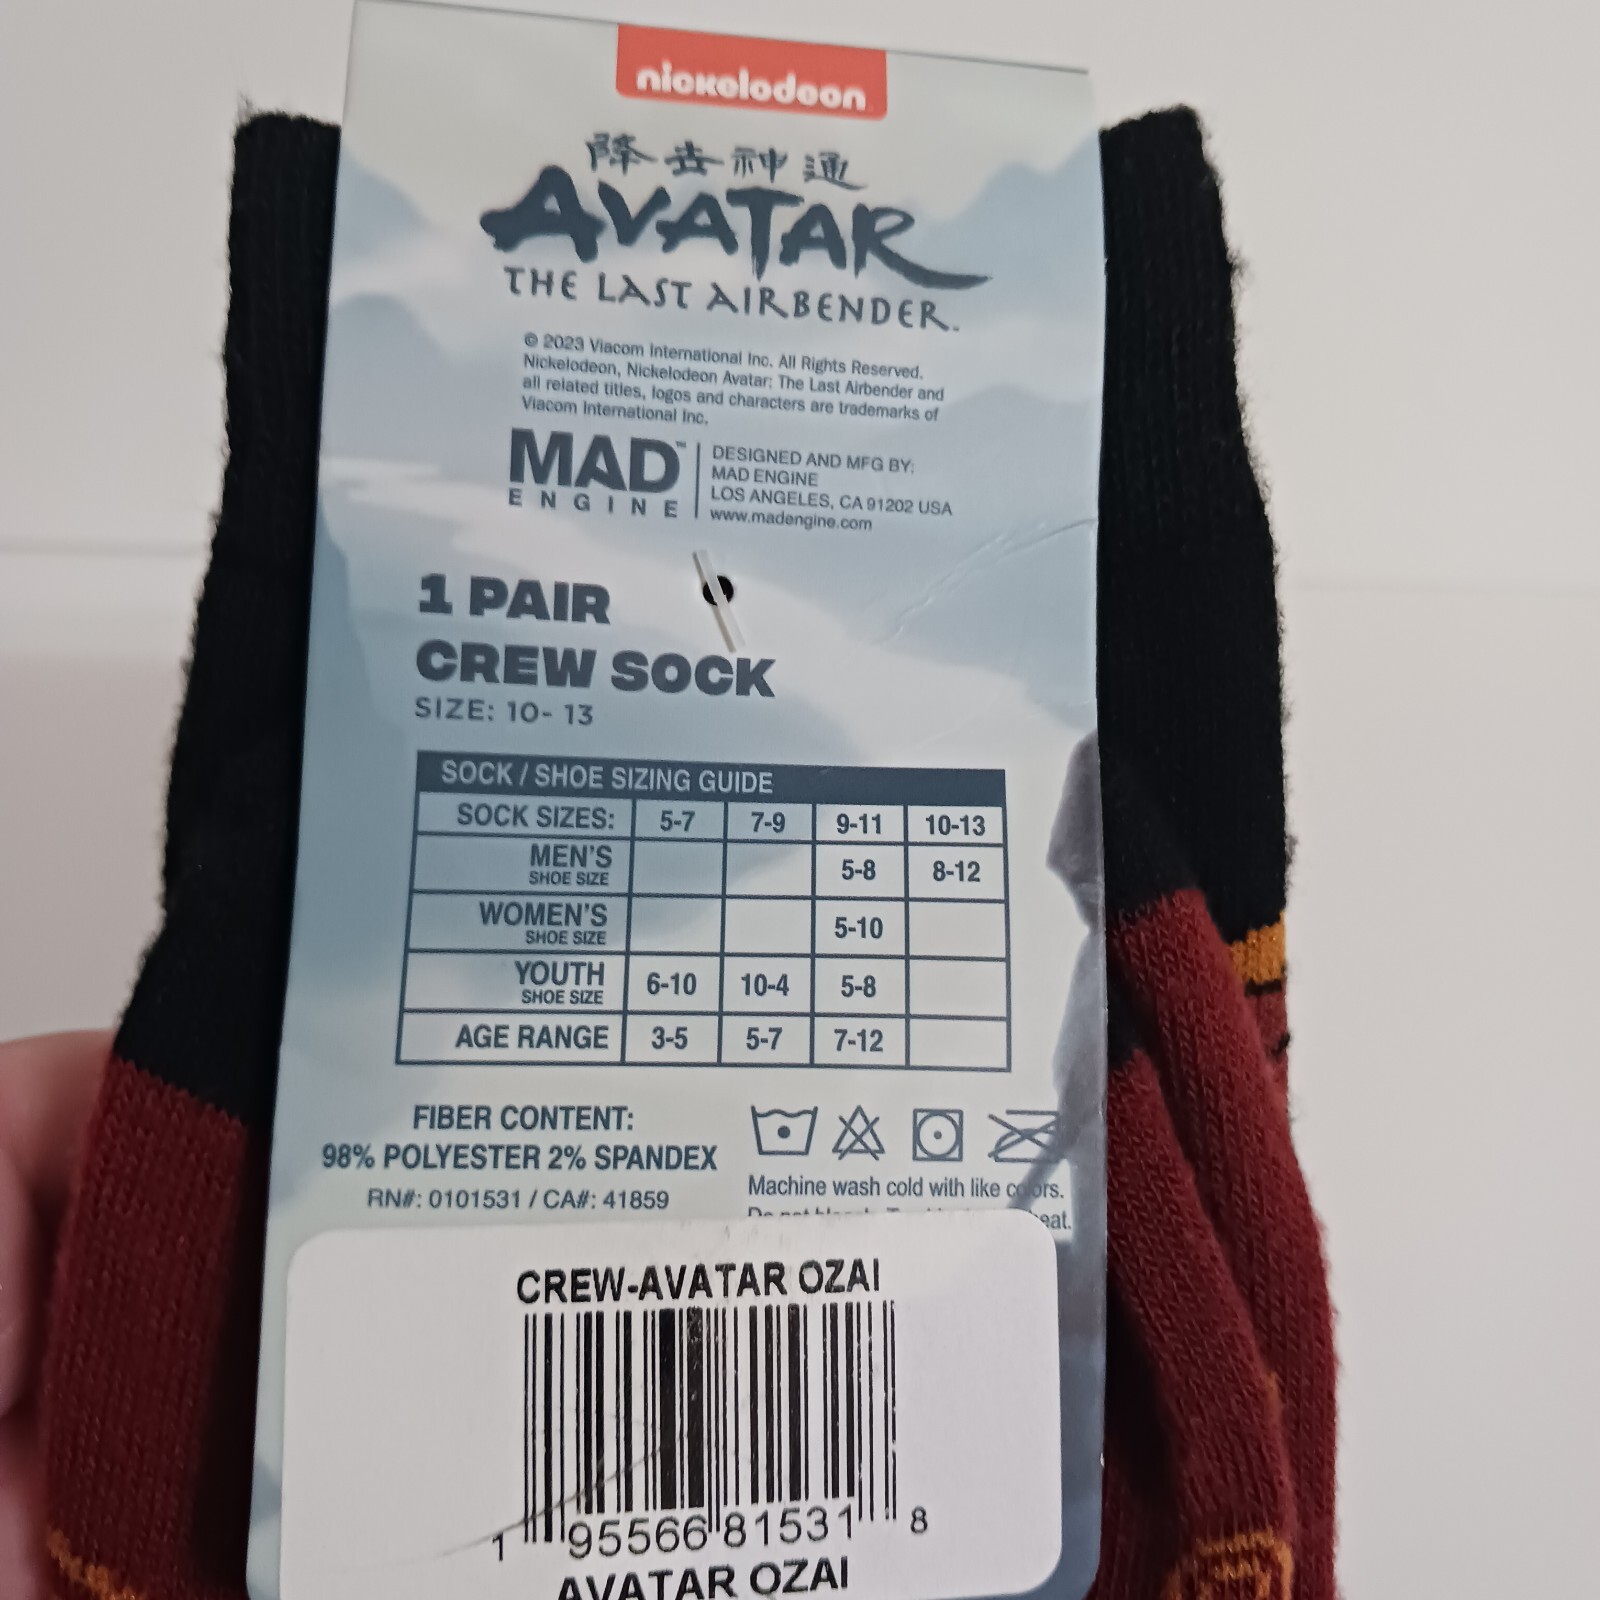 nickelodeon
降去神通
AVATAR
THE LAST AIRBENDER.
© 2023 Viacom International Inc. All Rights Reserved.
Nickelodeon, Nickelodeon Avatar: The Last Airbender and
all related titles, logos and characters are trademarks of
Viacom International Inc.
MAD™
ENGINE
DESIGNED AND MFG BY:
MAD ENGINE
LOS ANGELES, CA 91202 USA
www.madengine.com
1 PAIR
CREW SOCK
SIZE: 10- 13
SOCK / SHOE SIZING GUIDE
SOCK SIZES: 5-7 7-9 9-11 10-13
MEN'S SHOE SIZE 5-8 8-12
WOMEN'S SHOE SIZE 5-10
YOUTH SHOE SIZE 6-10 10-4 5-8
AGE RANGE 3-5 5-7 7-12
FIBER CONTENT:
98% POLYESTER 2% SPANDEX
RN#: 0101531 / CA#: 41859
Machine wash cold with like colors.
CREW-AVATAR OZAI
1 95566 81531 8
AVATAR OZAI